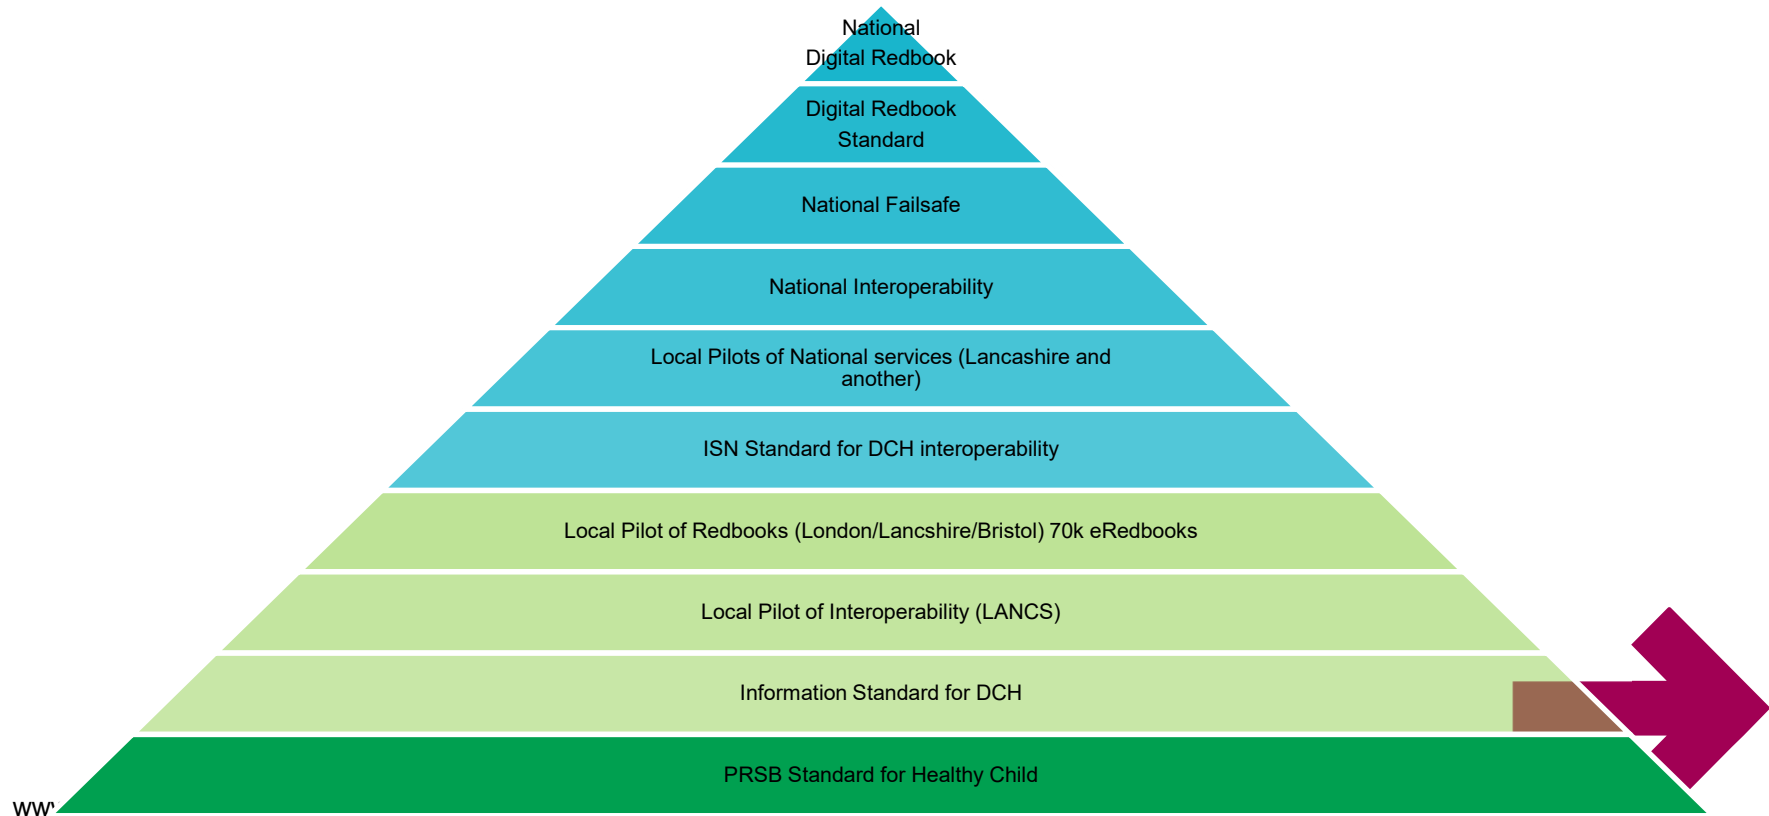 National
Digital Redbook
Digital Redbook
Standard
National Failsafe
National Interoperability
Local Pilots of National services (Lancashire and
another)
ISN Standard for DCH interoperability
Local Pilot of Redbooks (London/Lancshire/Bristol) 70k eRedbooks
Local Pilot of Interoperability (LANCS)
Information Standard for DCH
PRSB Standard for Healthy Child